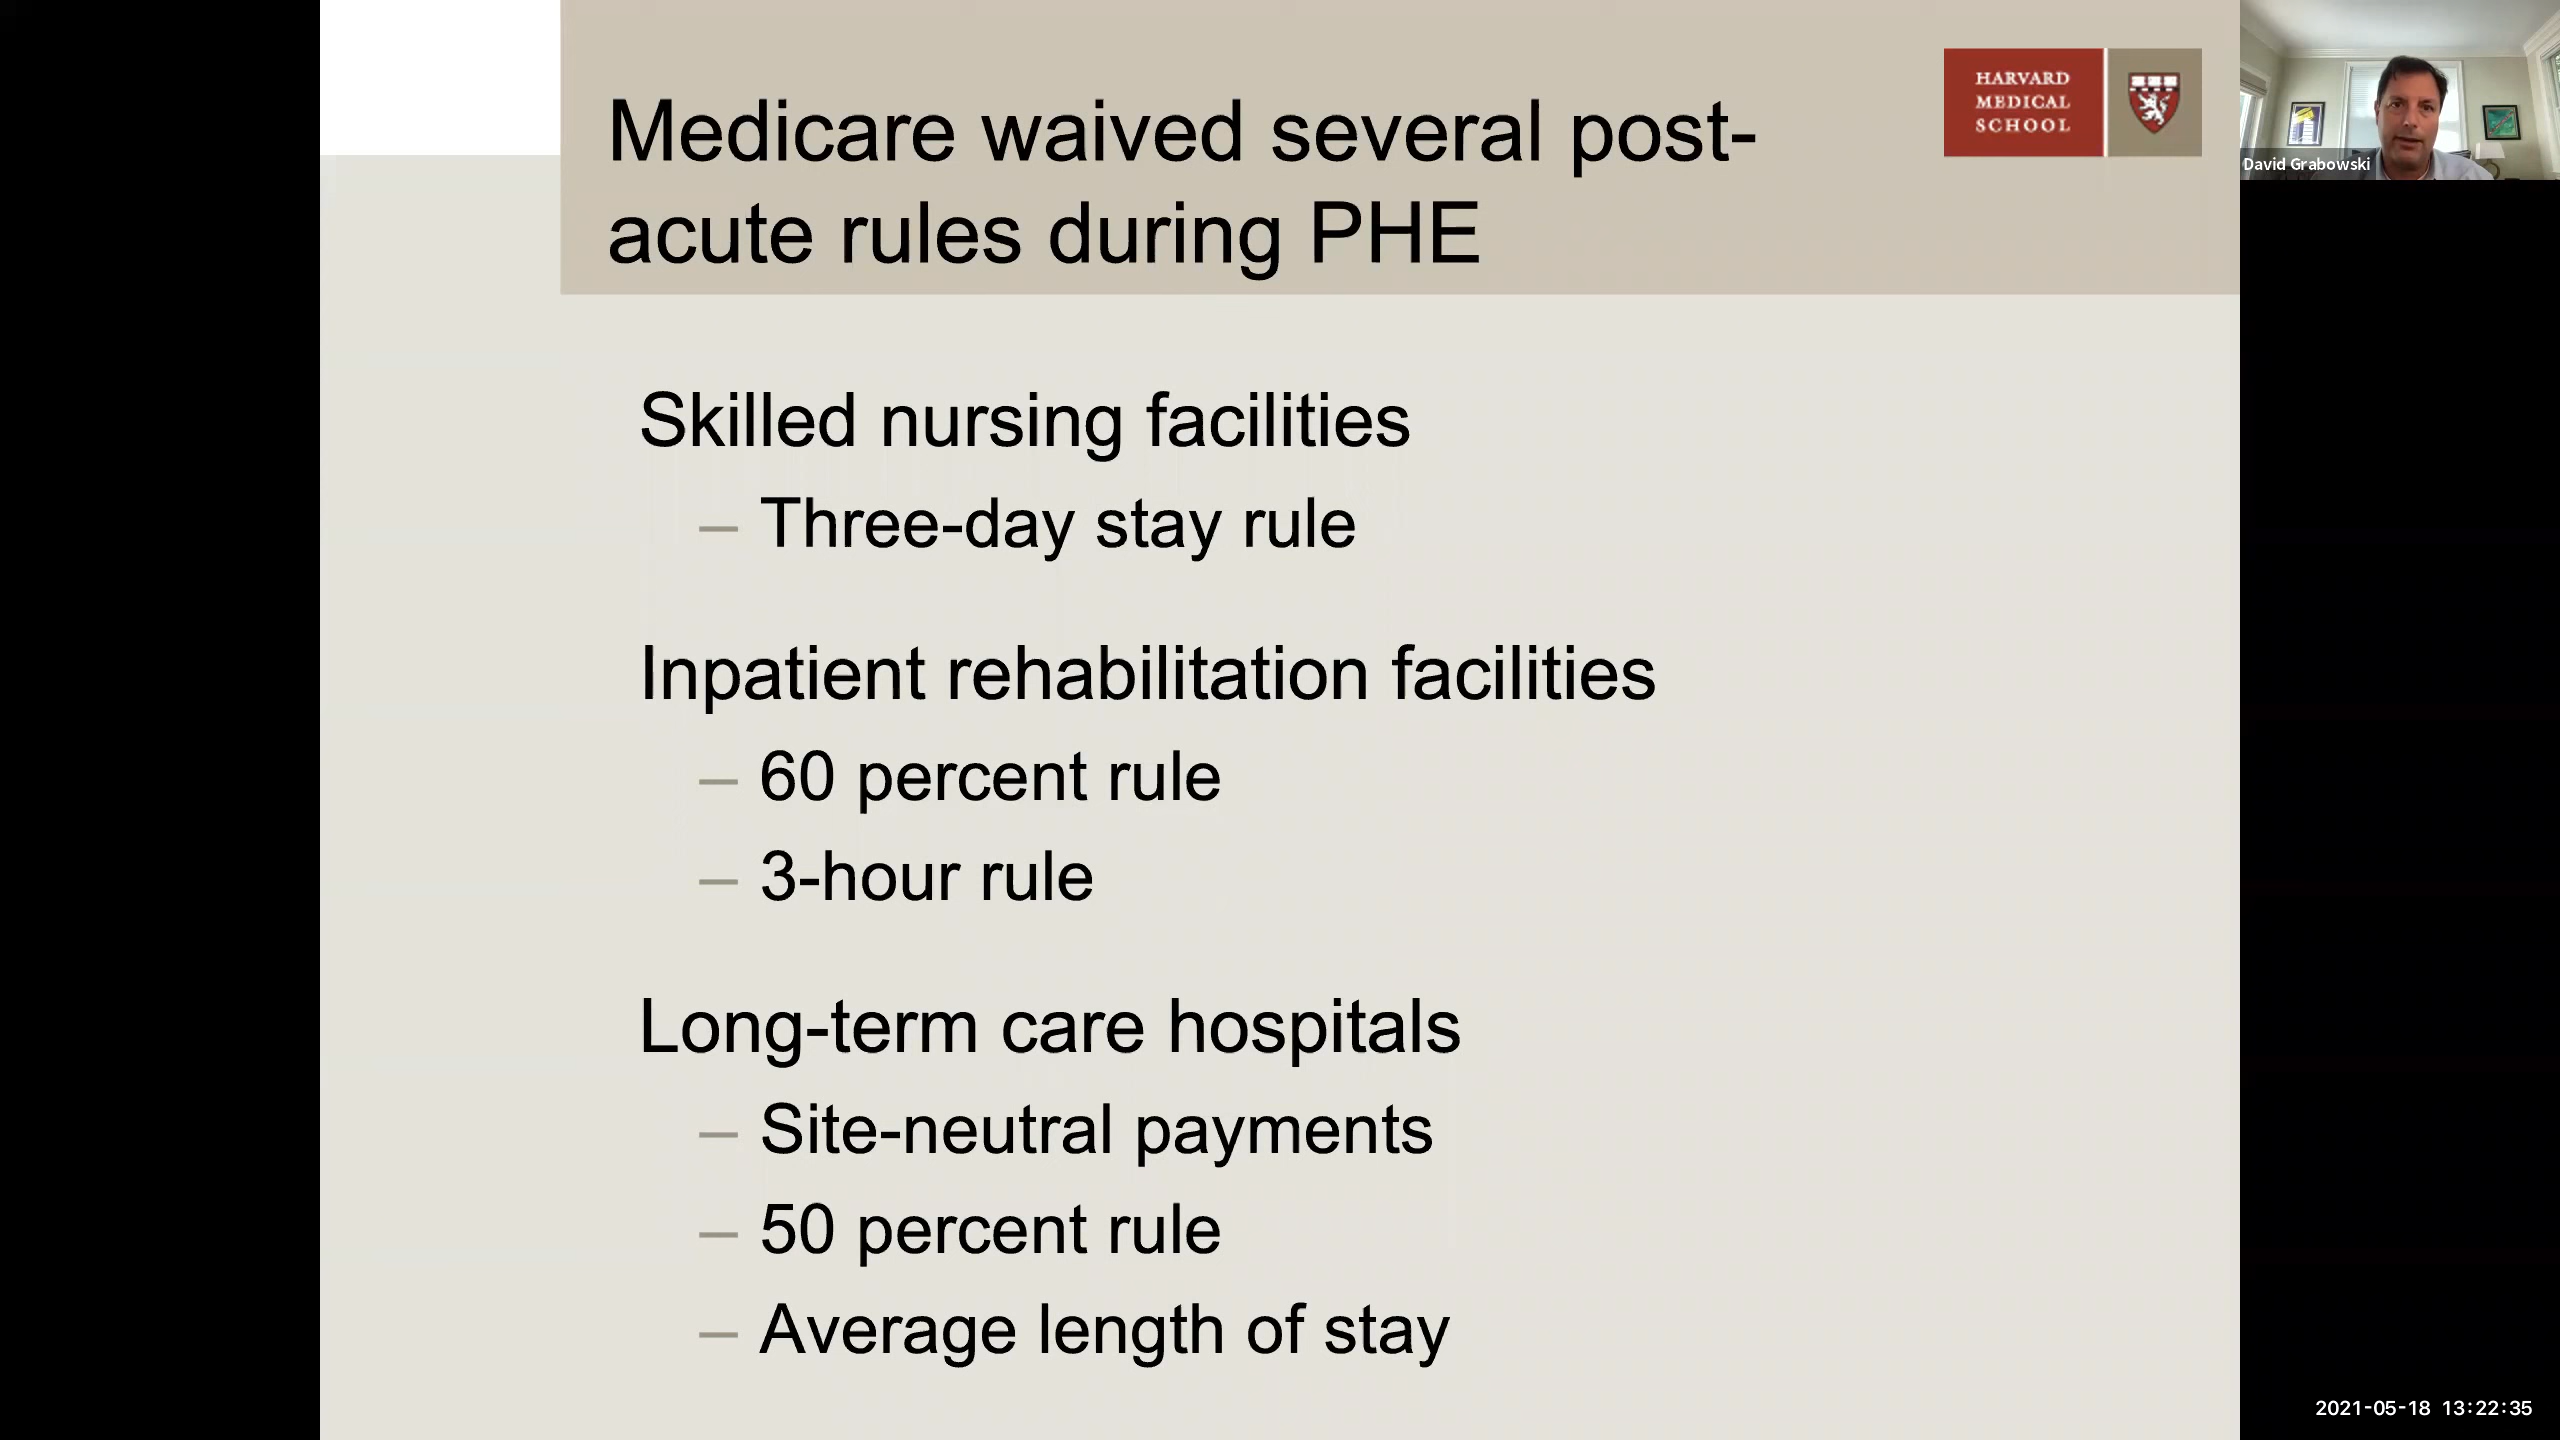 Medicare waived several post-
acute rules during PHE
HARVARD
MEDICAL
SCHOOL
David Grabowski
Skilled nursing facilities
– Three-day stay rule
Inpatient rehabilitation facilities
– 60 percent rule
– 3-hour rule
Long-term care hospitals
– Site-neutral payments
– 50 percent rule
– Average length of stay
2021-05-18 13:22:35